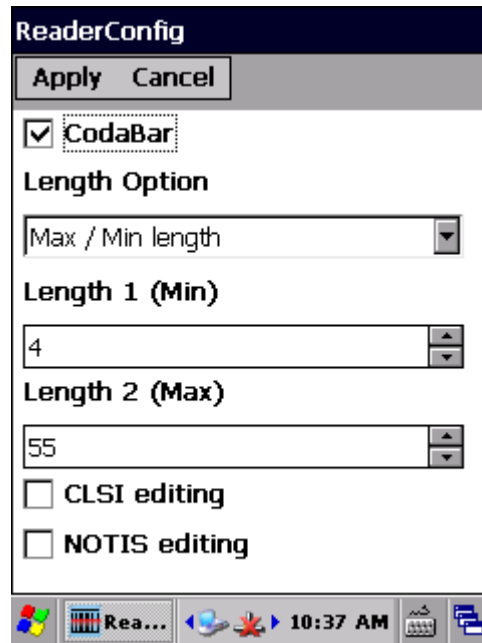 ReaderConfig
Apply Cancel
CodaBar
Length Option
Max / Min length
Length 1 (Min)
4
Length 2 (Max)
55
CLSI editing
NOTIS editing
Rea... 10:37 AM